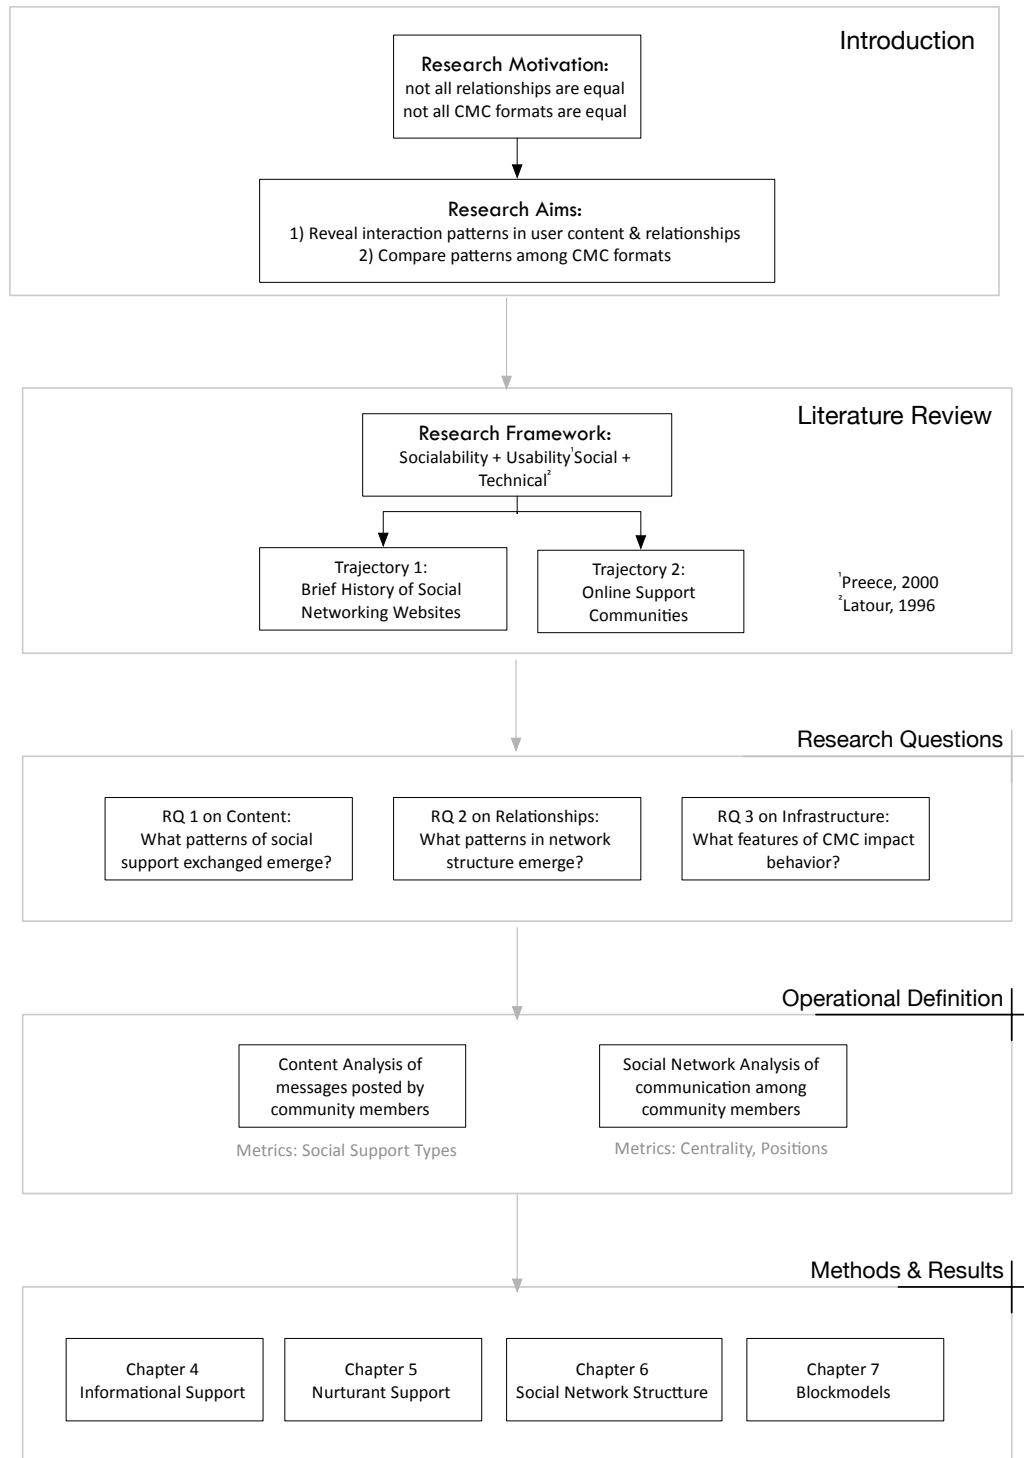 Introduction
Research Motivation:
not all relationships are equal
not all CMC formats are equal
Research Aims:
1) Reveal interaction patterns in user content & relationships
2) Compare patterns among CMC formats
Literature Review
Research Framework:
Socialability + Usability¹Social +
Technical²
Trajectory 1:
Brief History of Social
Networking Websites
Trajectory 2:
Online Support
Communities
¹Preece, 2000
²Latour, 1996
Research Questions
RQ 1 on Content:
What patterns of social
support exchanged emerge?
RQ 2 on Relationships:
What patterns in network
structure emerge?
RQ 3 on Infrastructure:
What features of CMC impact
behavior?
Operational Definition
Content Analysis of
messages posted by
community members
Metrics: Social Support Types
Social Network Analysis of
communication among
community members
Metrics: Centrality, Positions
Methods & Results
Chapter 4
Informational Support
Chapter 5
Nurturant Support
Chapter 6
Social Network Structture
Chapter 7
Blockmodels